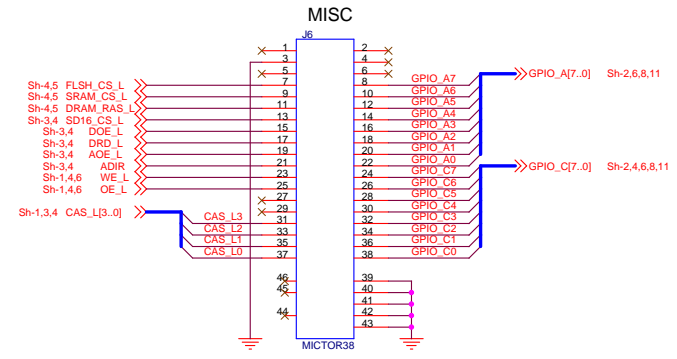 MISC
J6
1 2
3 4
5 6
Sh-4,5 FLSH_CS_L 7 8 GPIO_A7 GPIO_A[7..0] Sh-2,6,8,11
Sh-4,5 SRAM_CS_L 9 10 GPIO_A6
Sh-4,5 DRAM_RAS_L 11 12 GPIO_A5
Sh-3,4 SD16_CS_L 13 14 GPIO_A4
Sh-3,4 DOE_L 15 16 GPIO_A3
Sh-3,4 DRD_L 17 18 GPIO_A2
Sh-3,4 AOE_L 19 20 GPIO_A1
Sh-3,4 ADIR 21 22 GPIO_A0 GPIO_C[7..0] Sh-2,4,6,8,11
Sh-1,4,6 WE_L 23 24 GPIO_C7
Sh-1,4,6 OE_L 25 26 GPIO_C6
27 28 GPIO_C5
Sh-1,3,4 CAS_L[3..0] 29 30 GPIO_C4
CAS_L3 31 32 GPIO_C3
CAS_L2 33 34 GPIO_C2
CAS_L1 35 36 GPIO_C1
CAS_L0 37 38 GPIO_C0
46 39
45 40
41
44 42
43
MICTOR38